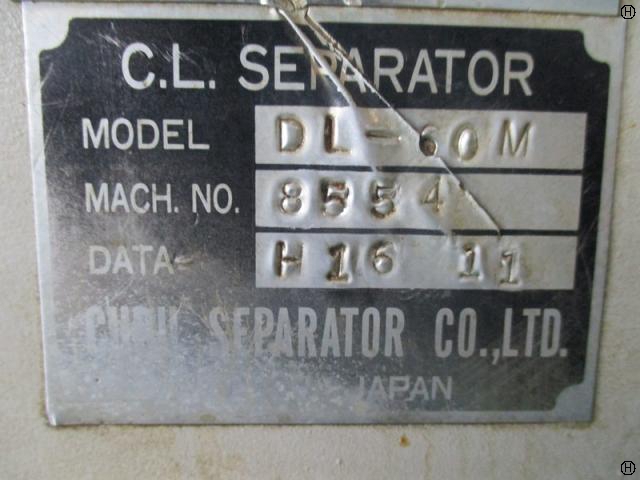 C.L. SEPARATOR
MODEL DL-60M
MACH. NO. 8554
DATA H16 11
SEPARATOR CO.,LTD.
JAPAN